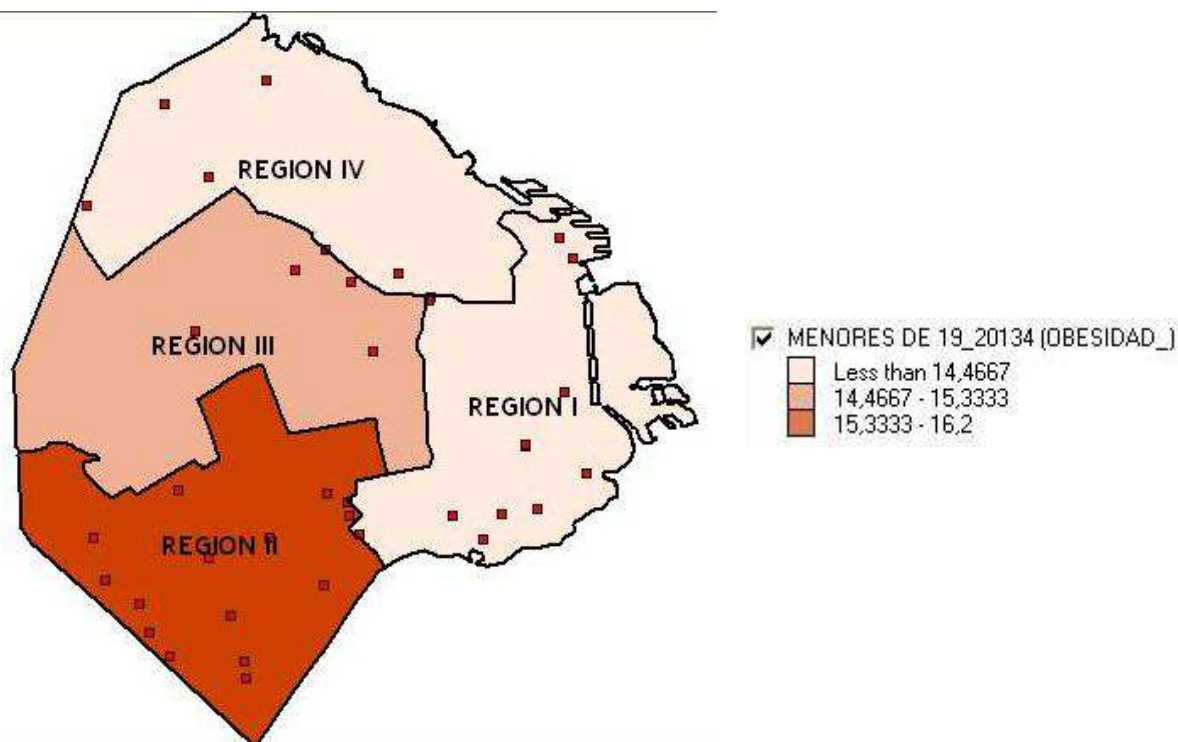 REGION IV
REGION III
REGION I
REGION II
MENORES DE 19_20134 (OBESIDAD_)
Less than 14,4667
14,4667 - 15,3333
15,3333 - 16,2